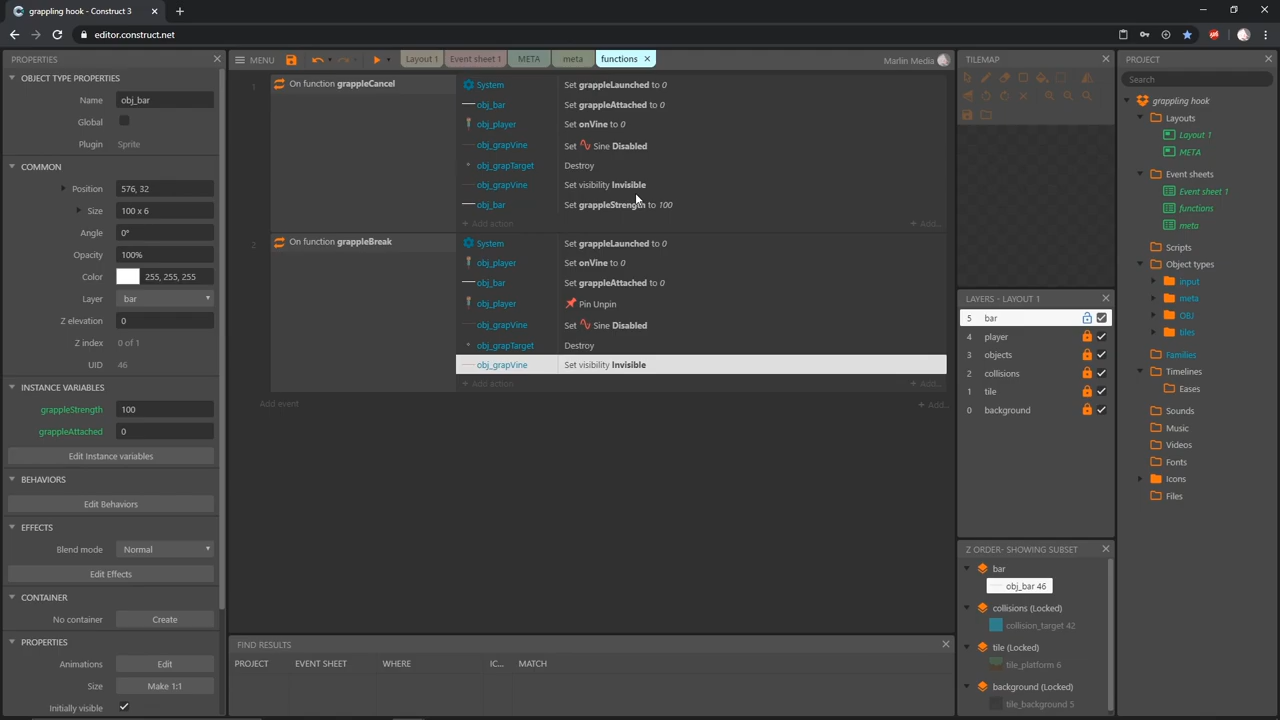 grappling hook - Construct 3
editor.construct.net
PROPERTIES
OBJECT TYPE PROPERTIES
Name obj_bar
Global
Plugin Sprite
COMMON
Position 576, 32
Size 100 x 6
Angle 0°
Opacity 100%
Color 255, 255, 255
Layer bar
Z elevation 0
Z index 0 of 1
UID 46
INSTANCE VARIABLES
grappleStrength 100
grappleAttached 0
Edit Instance variables
BEHAVIORS
Edit Behaviors
EFFECTS
Blend mode Normal
Edit Effects
CONTAINER
No container Create
PROPERTIES
Animations Edit
Size Make 1:1
Initially visible
MENU
Layout 1 Event sheet 1 META meta functions
Marlin Media
1 On function grappleCancel
System Set grappleLaunched to 0
obj_bar Set grappleAttached to 0
obj_player Set onVine to 0
obj_grapVine Set Sine Disabled
obj_grapTarget Destroy
obj_grapVine Set visibility Invisible
obj_bar Set grappleStrength to 100
+ Add action + Add...
2 On function grappleBreak
System Set grappleLaunched to 0
obj_player Set onVine to 0
obj_bar Set grappleAttached to 0
obj_player Pin Unpin
obj_grapVine Set Sine Disabled
obj_grapTarget Destroy
obj_grapVine Set visibility Invisible
+ Add action + Add...
Add event + Add...
FIND RESULTS
PROJECT EVENT SHEET WHERE IC... MATCH
TILEMAP
LAYERS - LAYOUT 1
5 bar
4 player
3 objects
2 collisions
1 tile
0 background
Z ORDER- SHOWING SUBSET
bar
obj_bar 46
collisions (Locked)
collision_target 42
tile (Locked)
tile_platform 6
background (Locked)
tile_background 5
PROJECT
Search
grappling hook
Layouts
Layout 1
META
Event sheets
Event sheet 1
functions
meta
Scripts
Object types
input
meta
OBJ
tiles
Families
Timelines
Eases
Sounds
Music
Videos
Fonts
Icons
Files